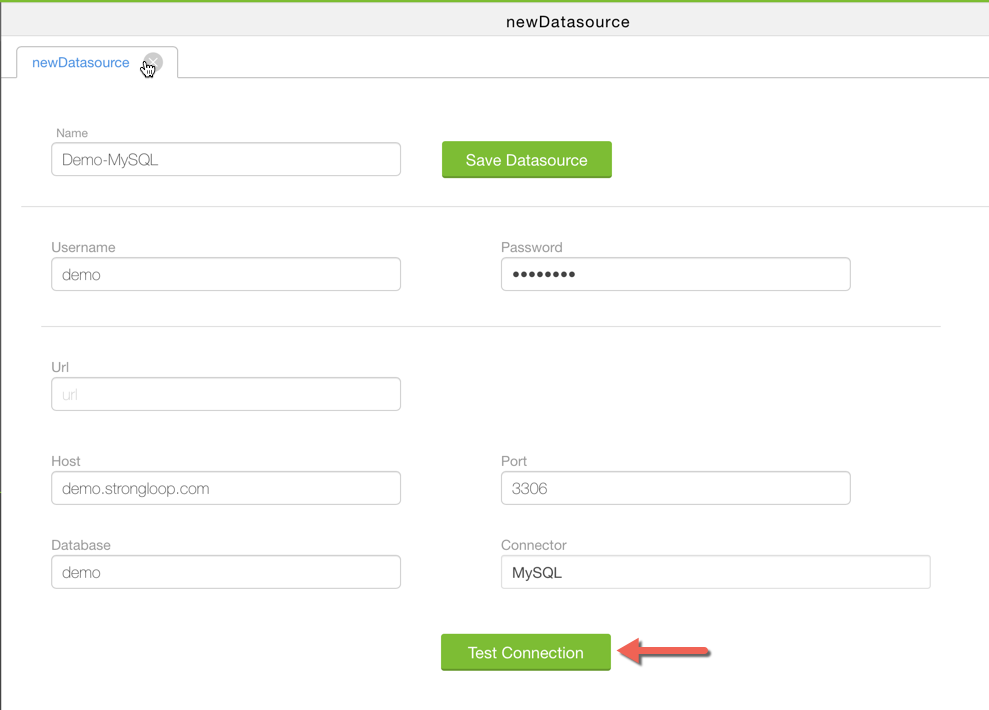 newDatasource
newDatasource
Name
Demo-MySQL
Save Datasource
Username
Password
demo
••••••••
Url
url
Host
Port
demo.strongloop.com
3306
Database
Connector
demo
MySQL
Test Connection